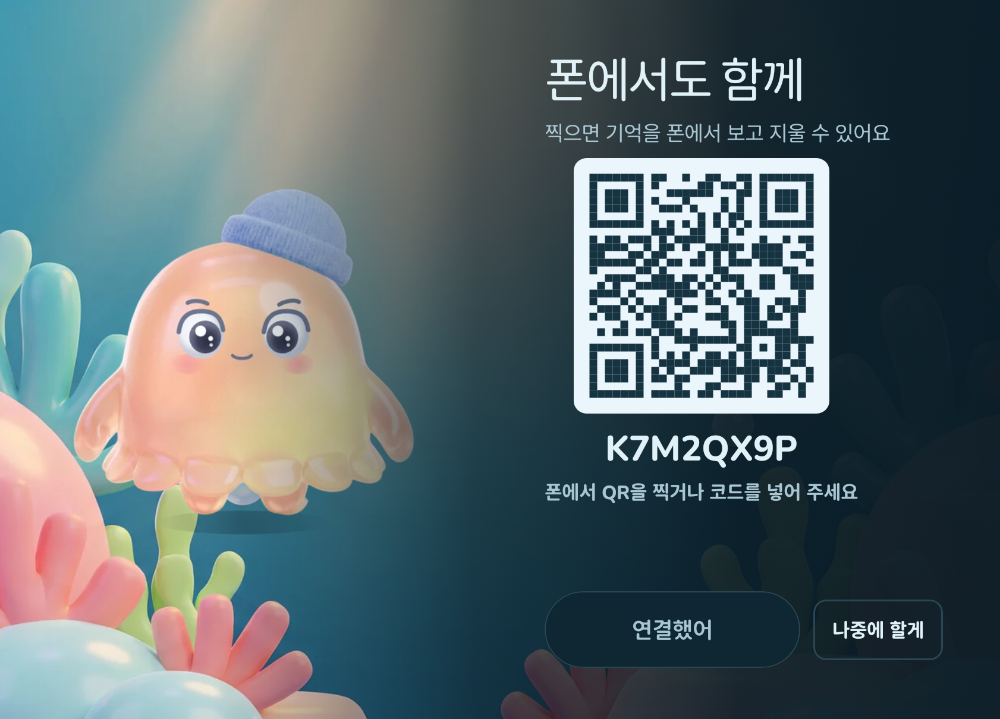 폰에서도 함께
찍으면 기억을 폰에서 보고 지울 수 있어요
K7M2QX9P
폰에서 QR을 찍거나 코드를 넣어 주세요
연결했어
나중에 할게